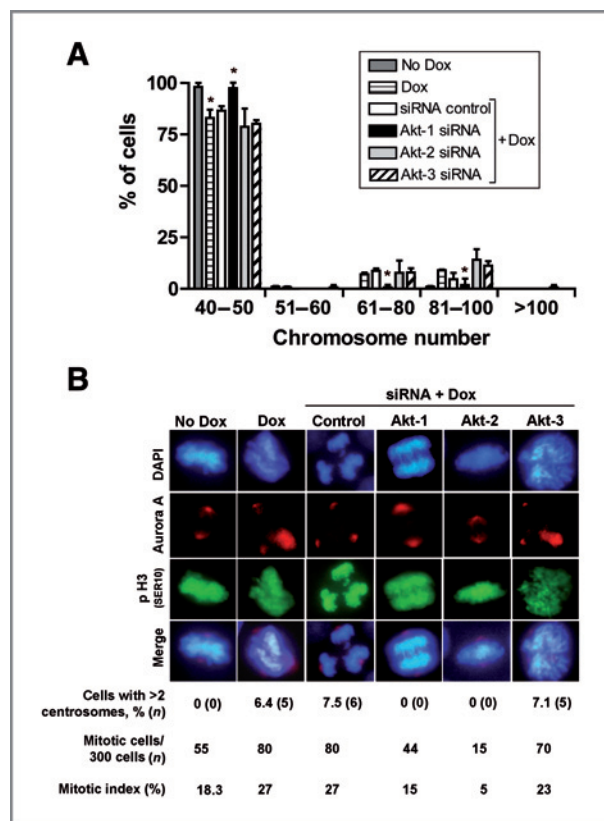 A
No Dox
Dox
siRNA control
Akt-1 siRNA
Akt-2 siRNA
Akt-3 siRNA
+Dox
% of cells
100
75
50
25
0
*
*
*
*
40–50
51–60
61–80
81–100
>100
Chromosome number
B
siRNA + Dox
No Dox Dox Control Akt-1 Akt-2 Akt-3
DAPI
Aurora A
p H3
(SER10)
Merge
Cells with >2
centrosomes, % (n)
0 (0) 6.4 (5) 7.5 (6) 0 (0) 0 (0) 7.1 (5)
Mitotic cells/
300 cells (n)
55 80 80 44 15 70
Mitotic index (%) 18.3 27 27 15 5 23